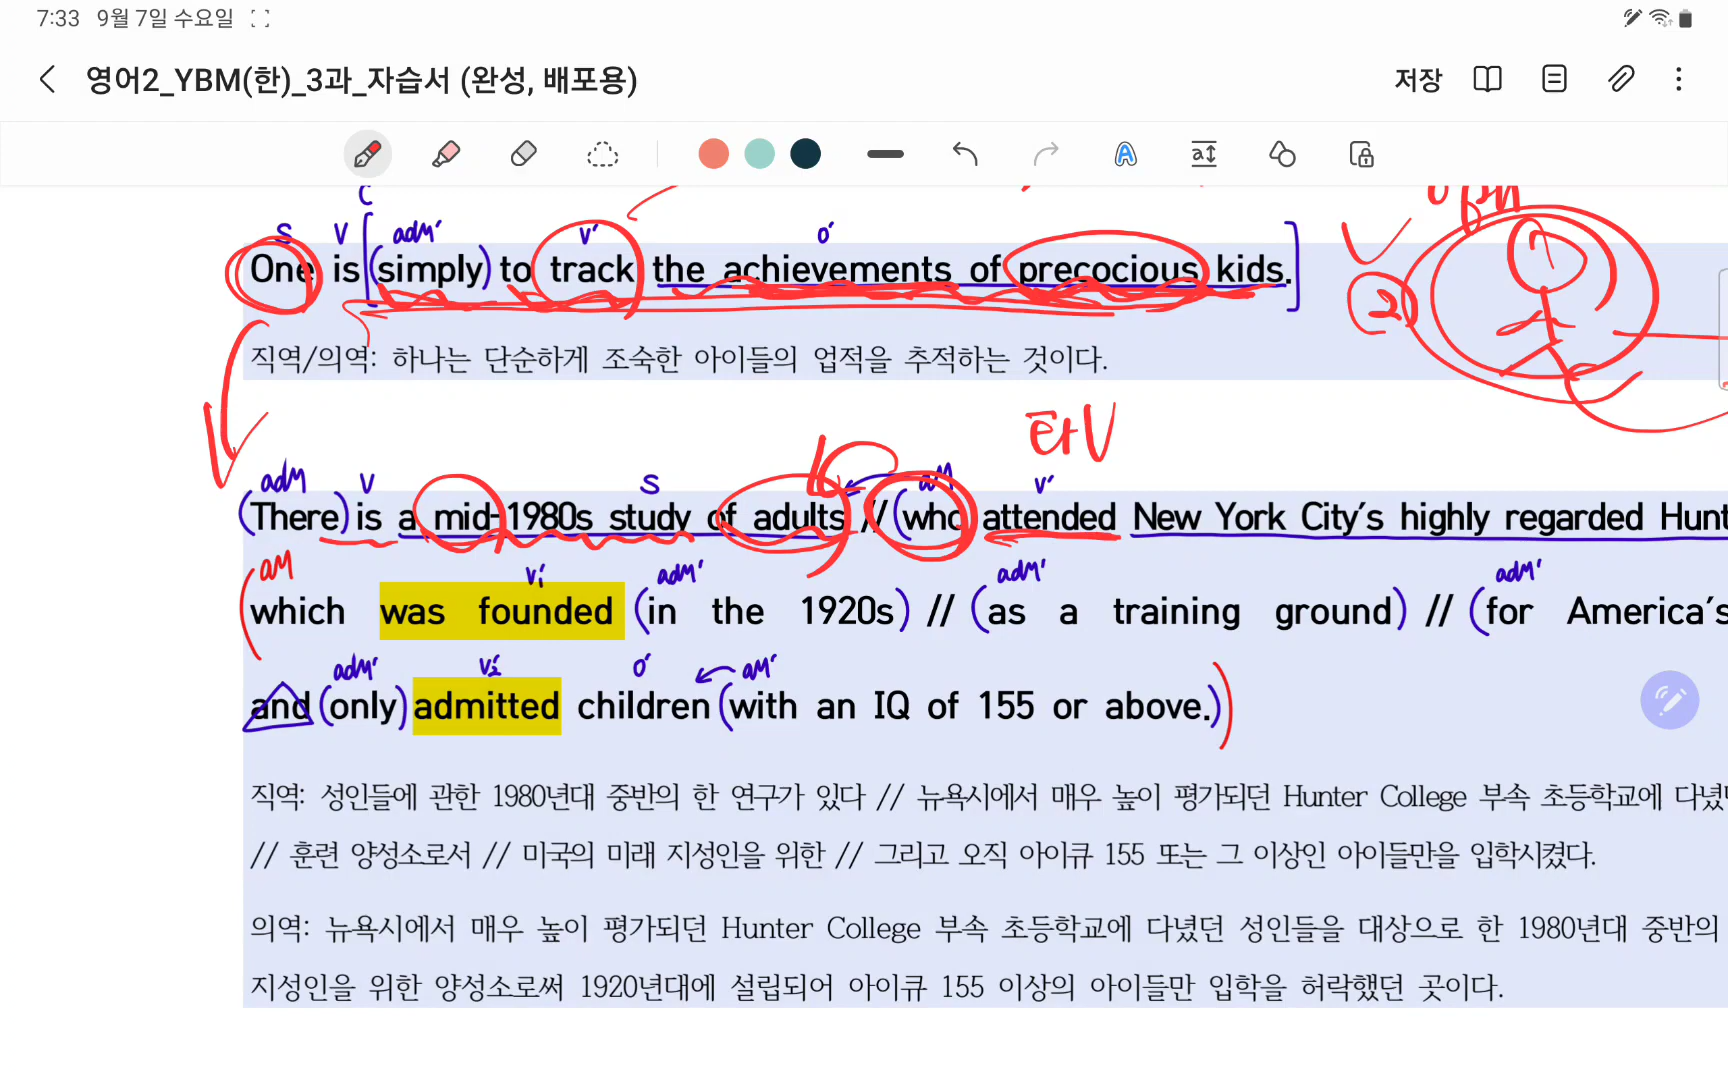 7:33 9월 7일 수요일
영어2_YBM(한)_3과_자습서 (완성, 배포용)
저장
C
S V adM' v' o'
One is (simply) to track the achievements of precocious kids.
2
직역/의역: 하나는 단순하게 조숙한 아이들의 업적을 추적하는 것이다.
타V
adM V S aM v'
(There) is a mid-1980s study of adults // (who attended New York City's highly regarded Hunt
aM v1' adM' adM' adM'
which was founded (in the 1920s) // (as a training ground) // (for America's
adM' v2' o' aM'
and (only) admitted children (with an IQ of 155 or above.)
직역: 성인들에 관한 1980년대 중반의 한 연구가 있다 // 뉴욕시에서 매우 높이 평가되던 Hunter College 부속 초등학교에 다녔
// 훈련 양성소로서 // 미국의 미래 지성인을 위한 // 그리고 오직 아이큐 155 또는 그 이상인 아이들만을 입학시켰다.
의역: 뉴욕시에서 매우 높이 평가되던 Hunter College 부속 초등학교에 다녔던 성인들을 대상으로 한 1980년대 중반의
지성인을 위한 양성소로써 1920년대에 설립되어 아이큐 155 이상의 아이들만 입학을 허락했던 곳이다.